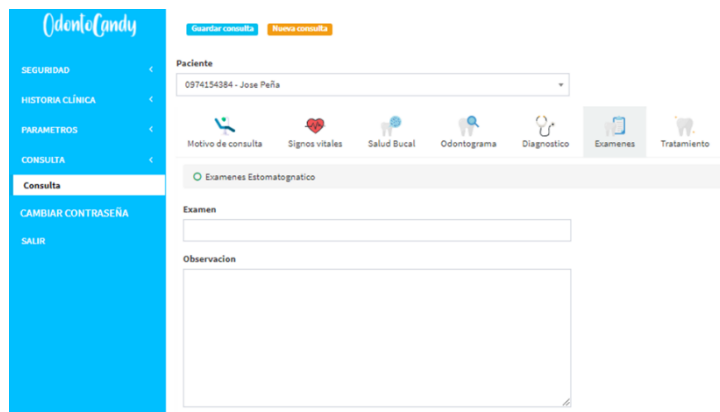 OdontoCandy
SEGURIDAD
HISTORIA CLÍNICA
PARAMETROS
CONSULTA
Consulta
CAMBIAR CONTRASEÑA
SALIR
Guardar consulta Nueva consulta
Paciente
0974154384 - Jose Peña
Motivo de consulta Signos vitales Salud Bucal Odontograma Diagnostico Examenes Tratamiento
Examenes Estomatognatico
Examen
Observacion